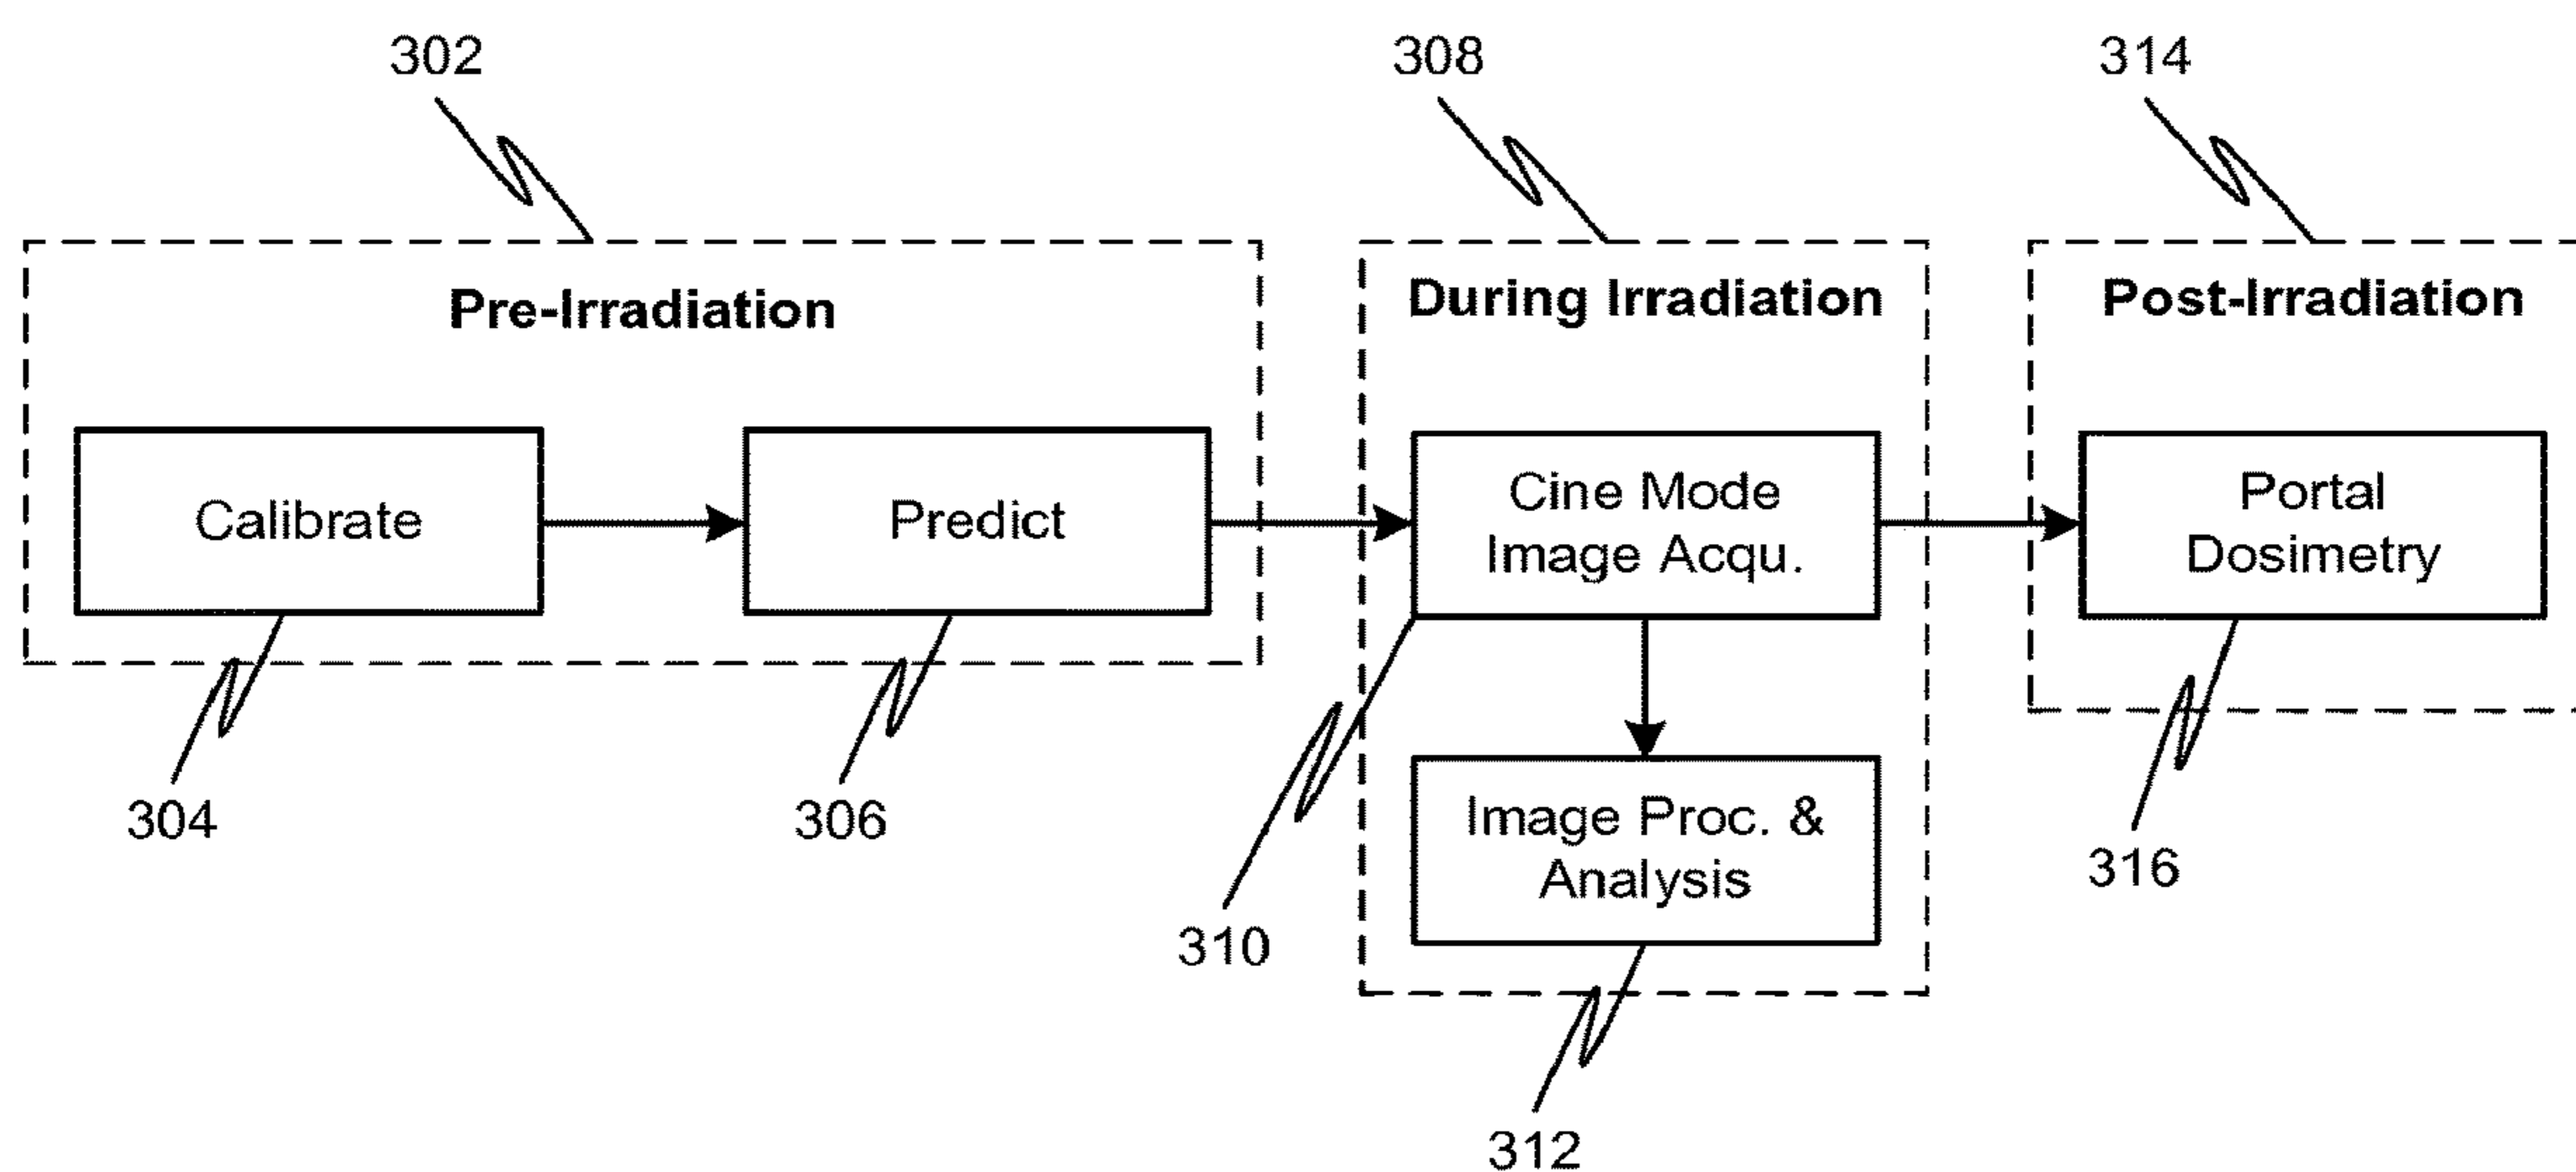 302
308
314
Pre-Irradiation
During Irradiation
Post-Irradiation
Calibrate
Predict
Cine Mode
Image Acqu.
Portal
Dosimetry
Image Proc. &
Analysis
304
306
310
316
312